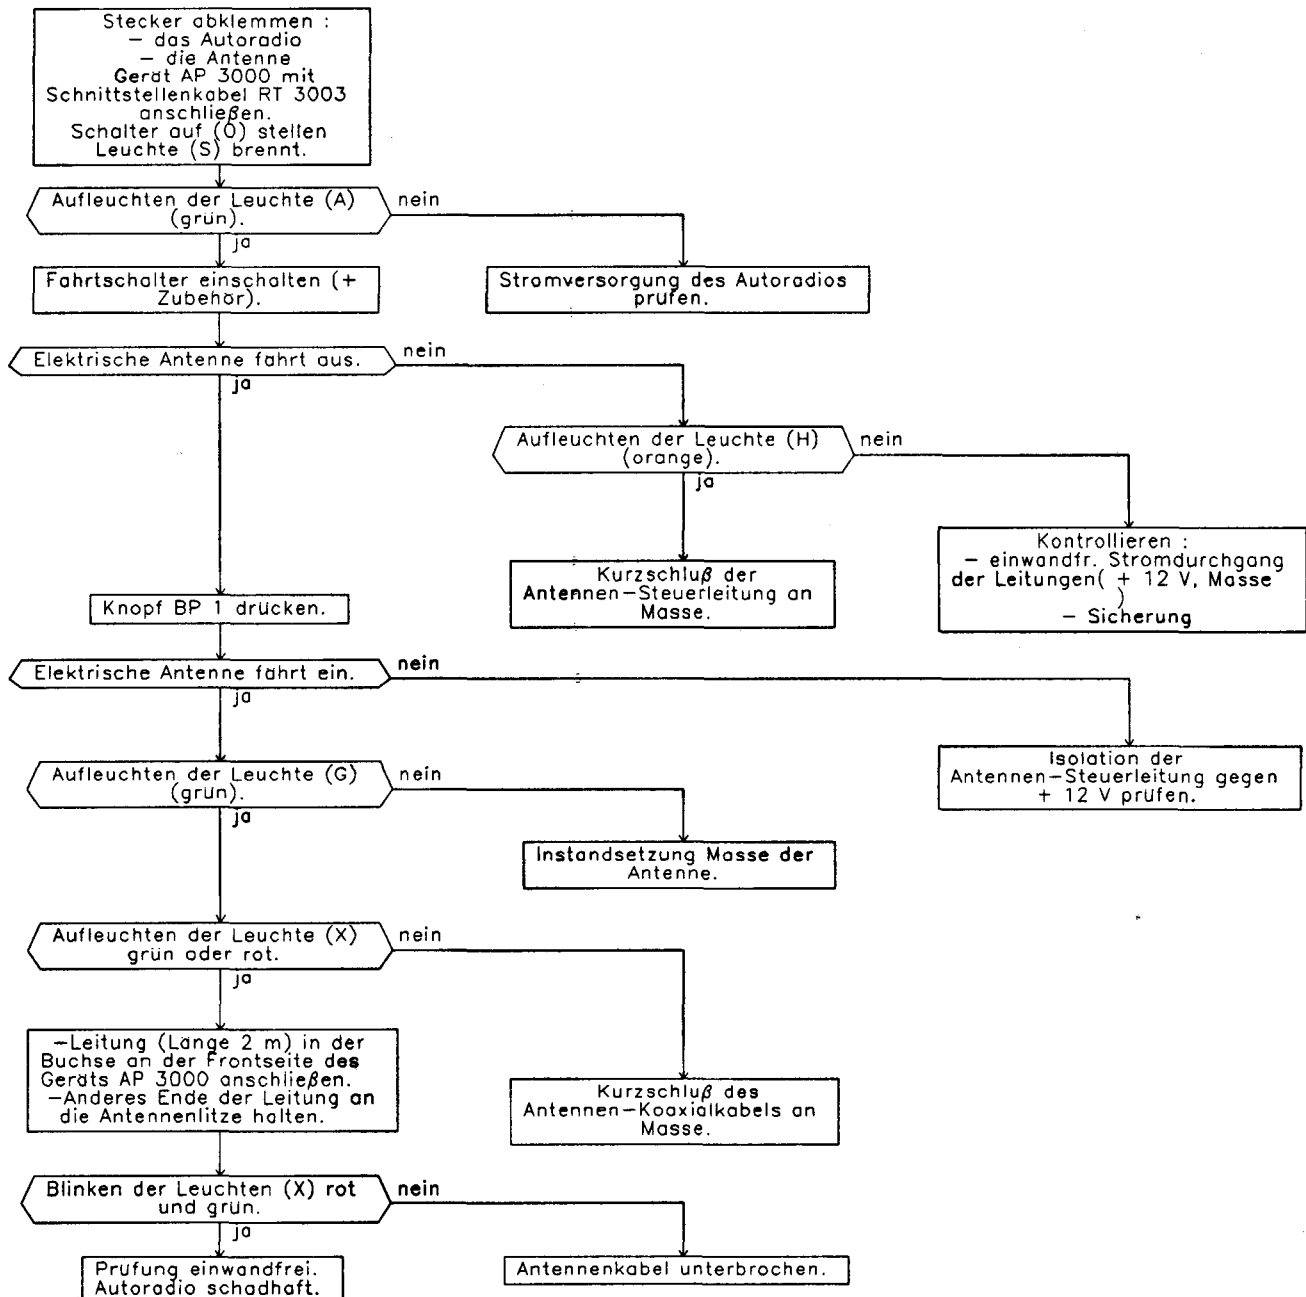 Stecker abklemmen :
— das Autoradio
— die Antenne
Gerät AP 3000 mit
Schnittstellenkabel RT 3003
anschließen.
Schalter auf (0) stellen
Leuchte (S) brennt.
Aufleuchten der Leuchte (A)
(grün).
nein
ja
Fahrtschalter einschalten (+
Zubehör).
Stromversorgung des Autoradios
prüfen.
Elektrische Antenne fährt aus.
nein
ja
Aufleuchten der Leuchte (H)
(orange).
nein
ja
Kontrollieren :
— einwandfr. Stromdurchgang
der Leitungen( + 12 V, Masse
)
— Sicherung
Kurzschluß der
Antennen-Steuerleitung an
Masse.
Knopf BP 1 drücken.
Elektrische Antenne fährt ein.
nein
ja
Isolation der
Antennen-Steuerleitung gegen
+ 12 V prüfen.
Aufleuchten der Leuchte (G)
(grün).
nein
ja
Instandsetzung Masse der
Antenne.
Aufleuchten der Leuchte (X)
grün oder rot.
nein
ja
—Leitung (Länge 2 m) in der
Buchse an der Frontseite des
Geräts AP 3000 anschließen.
—Anderes Ende der Leitung an
die Antennenlitze halten.
Kurzschluß des
Antennen-Koaxialkabels an
Masse.
Blinken der Leuchten (X) rot
und grün.
nein
ja
Prüfung einwandfrei.
Autoradio schadhaft.
Antennenkabel unterbrochen.